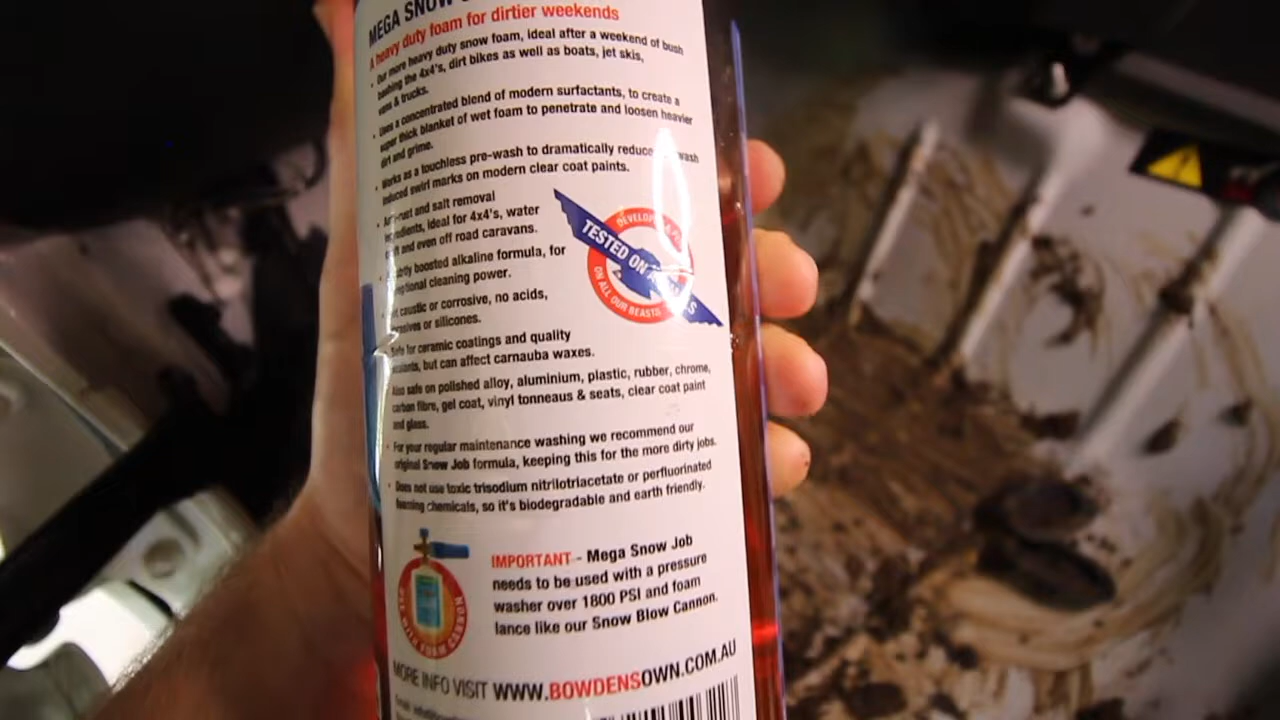 MEGA SNOW
A heavy duty foam for dirtier weekends
• Our more heavy duty snow foam, ideal after a weekend of bush
bashing the 4x4's, dirt bikes as well as boats, jet skis,
vans & trucks.
• Uses a concentrated blend of modern surfactants, to create a
super thick blanket of wet foam to penetrate and loosen heavier
dirt and grime.
• Works as a touchless pre-wash to dramatically reduce wash
induced swirl marks on modern clear coat paints.
• Anti-rust and salt removal
ingredients, ideal for 4x4's, water
and even off road caravans.
boosted alkaline formula, for
cleaning power.
caustic or corrosive, no acids,
or silicones.
Safe for ceramic coatings and quality
sealants, but can affect carnauba waxes.
Also safe on polished alloy, aluminium, plastic, rubber, chrome,
carbon fibre, gel coat, vinyl tonneaus & seats, clear coat paint
and glass.
• For your regular maintenance washing we recommend our
original Snow Job formula, keeping this for the more dirty jobs.
• Does not use toxic trisodium nitrilotriacetate or perfluorinated
foaming chemicals, so it's biodegradable and earth friendly.
TESTED ON
ON ALL OUR BEASTS
IMPORTANT - Mega Snow Job
needs to be used with a pressure
washer over 1800 PSI and foam
lance like our Snow Blow Cannon.
MORE INFO VISIT WWW.BOWDENSOWN.COM.AU